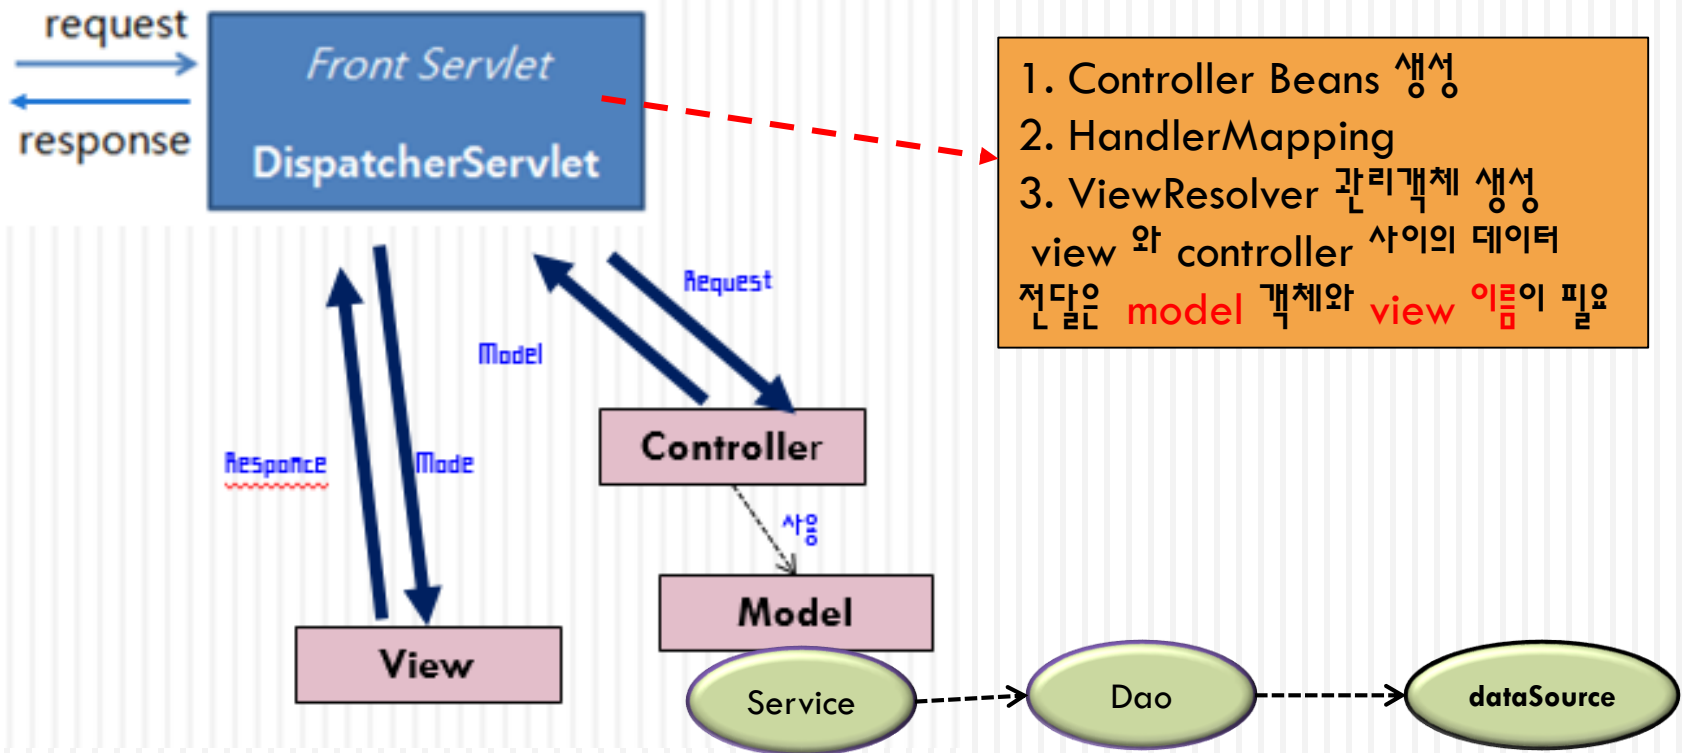 request
response
Front Servlet
DispatcherServlet
1. Controller Beans 생성
2. HandlerMapping
3. ViewResolver 관리객체 생성
view 와 controller 사이의 데이터
전달은 model 객체와 view 이름이 필요
Request
Model
Responce
Mode
Controller
사용
Model
View
Service
Dao
dataSource